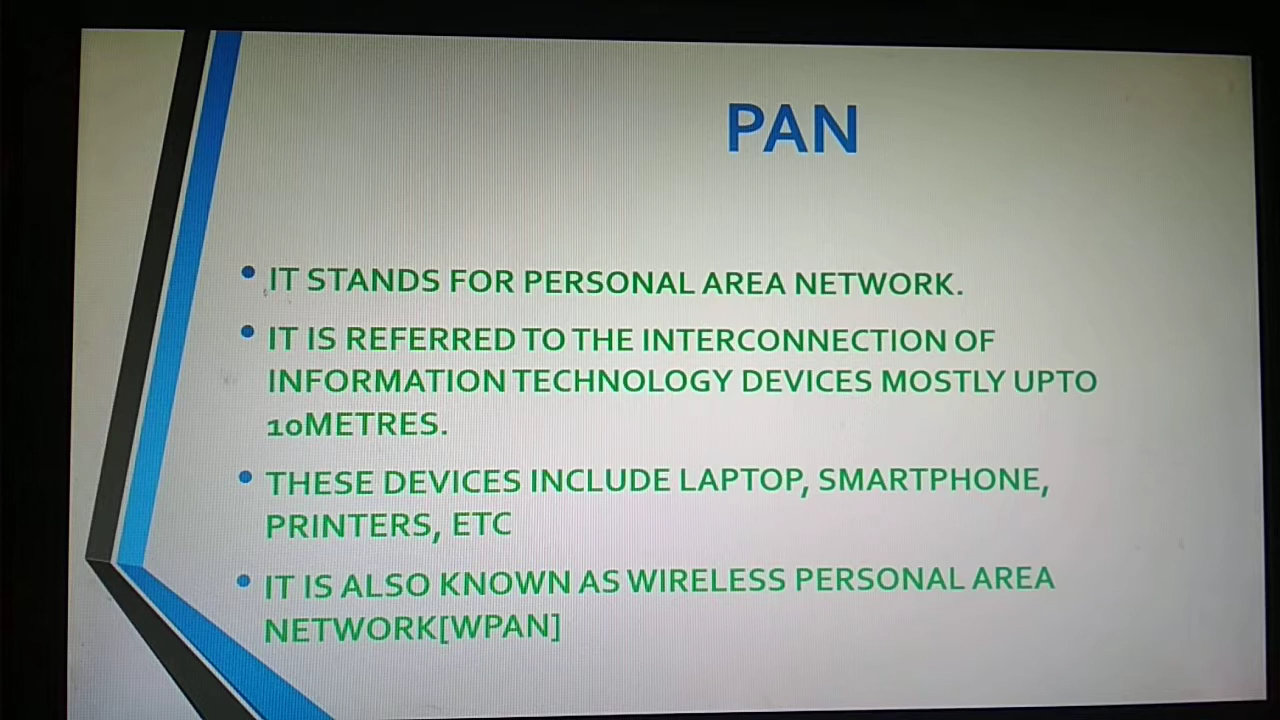 PAN
• IT STANDS FOR PERSONAL AREA NETWORK.
• IT IS REFERRED TO THE INTERCONNECTION OF
INFORMATION TECHNOLOGY DEVICES MOSTLY UPTO
10METRES.
• THESE DEVICES INCLUDE LAPTOP, SMARTPHONE,
PRINTERS, ETC
• IT IS ALSO KNOWN AS WIRELESS PERSONAL AREA
NETWORK[WPAN]